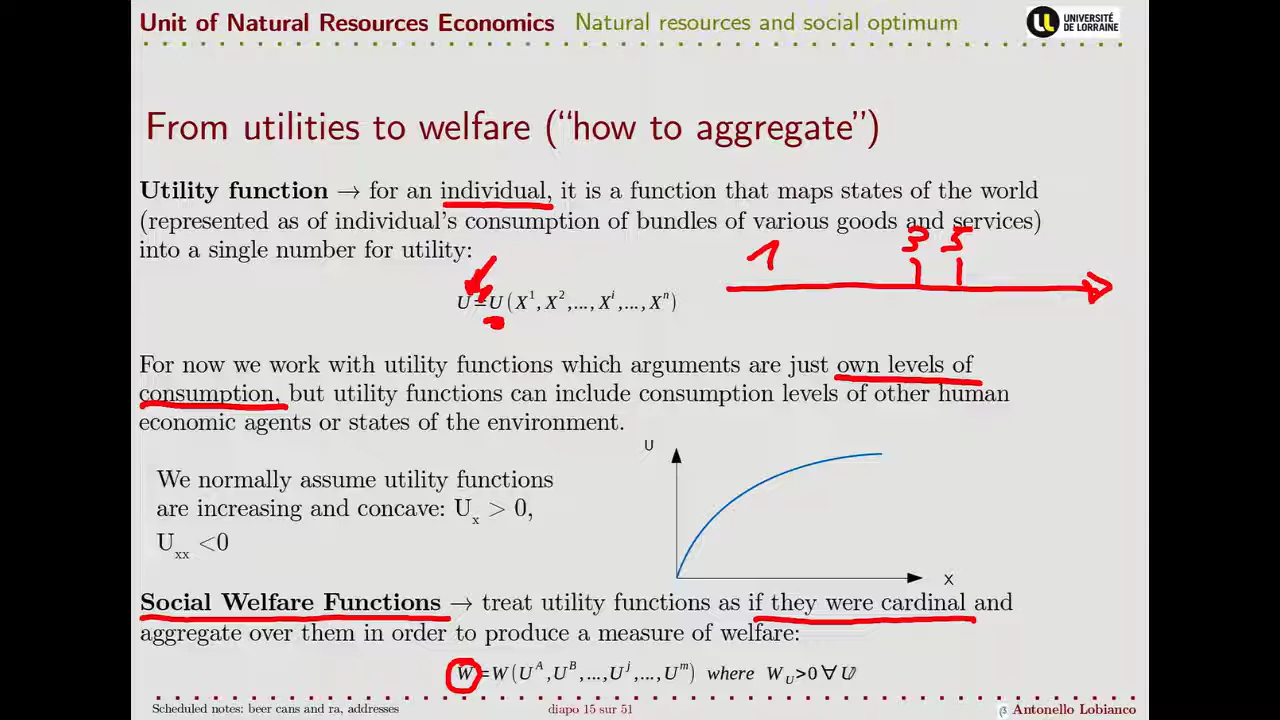 Unit of Natural Resources Economics Natural resources and social optimum
UNIVERSITÉ
DE LORRAINE
From utilities to welfare (“how to aggregate”)
Utility function → for an individual, it is a function that maps states of the world
(represented as of individual's consumption of bundles of various goods and services)
into a single number for utility:
1 3 5
U=U(X¹, X²,..., Xⁱ,..., Xⁿ)
For now we work with utility functions which arguments are just own levels of
consumption, but utility functions can include consumption levels of other human
economic agents or states of the environment.
U
We normally assume utility functions
are increasing and concave: Uₓ > 0,
Uₓₓ <0
X
Social Welfare Functions → treat utility functions as if they were cardinal and
aggregate over them in order to produce a measure of welfare:
W=W(U^A, U^B,..., U^j,..., U^m) where W_U>0 ∀ U^j
Scheduled notes: beer cans and ra, addresses diapo 15 sur 51 Antonello Lobianco